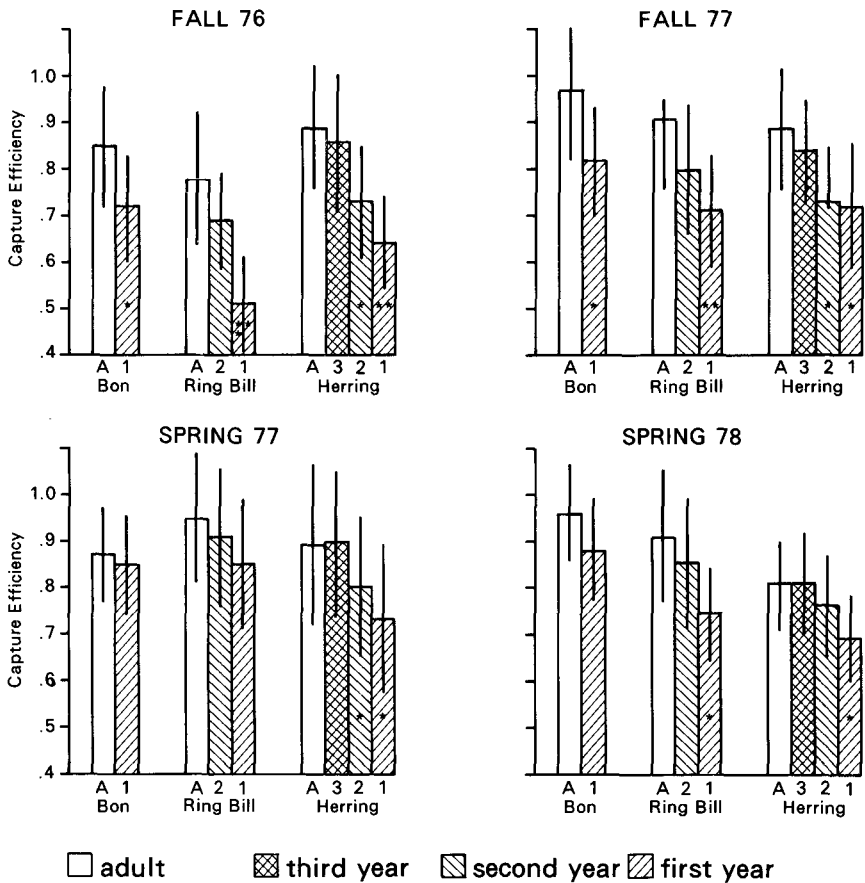 FALL 76
Capture Efficiency
1.0
.9
.8
.7
.6
.5
.4
* ** * * **
A 1 A 2 1 A 3 2 1
Bon Ring Bill Herring
FALL 77
* ** * *
A 1 A 2 1 A 3 2 1
Bon Ring Bill Herring
SPRING 77
Capture Efficiency
1.0
.9
.8
.7
.6
.5
.4
* *
A 1 A 2 1 A 3 2 1
Bon Ring Bill Herring
SPRING 78
* *
A 1 A 2 1 A 3 2 1
Bon Ring Bill Herring
adult third year second year first year